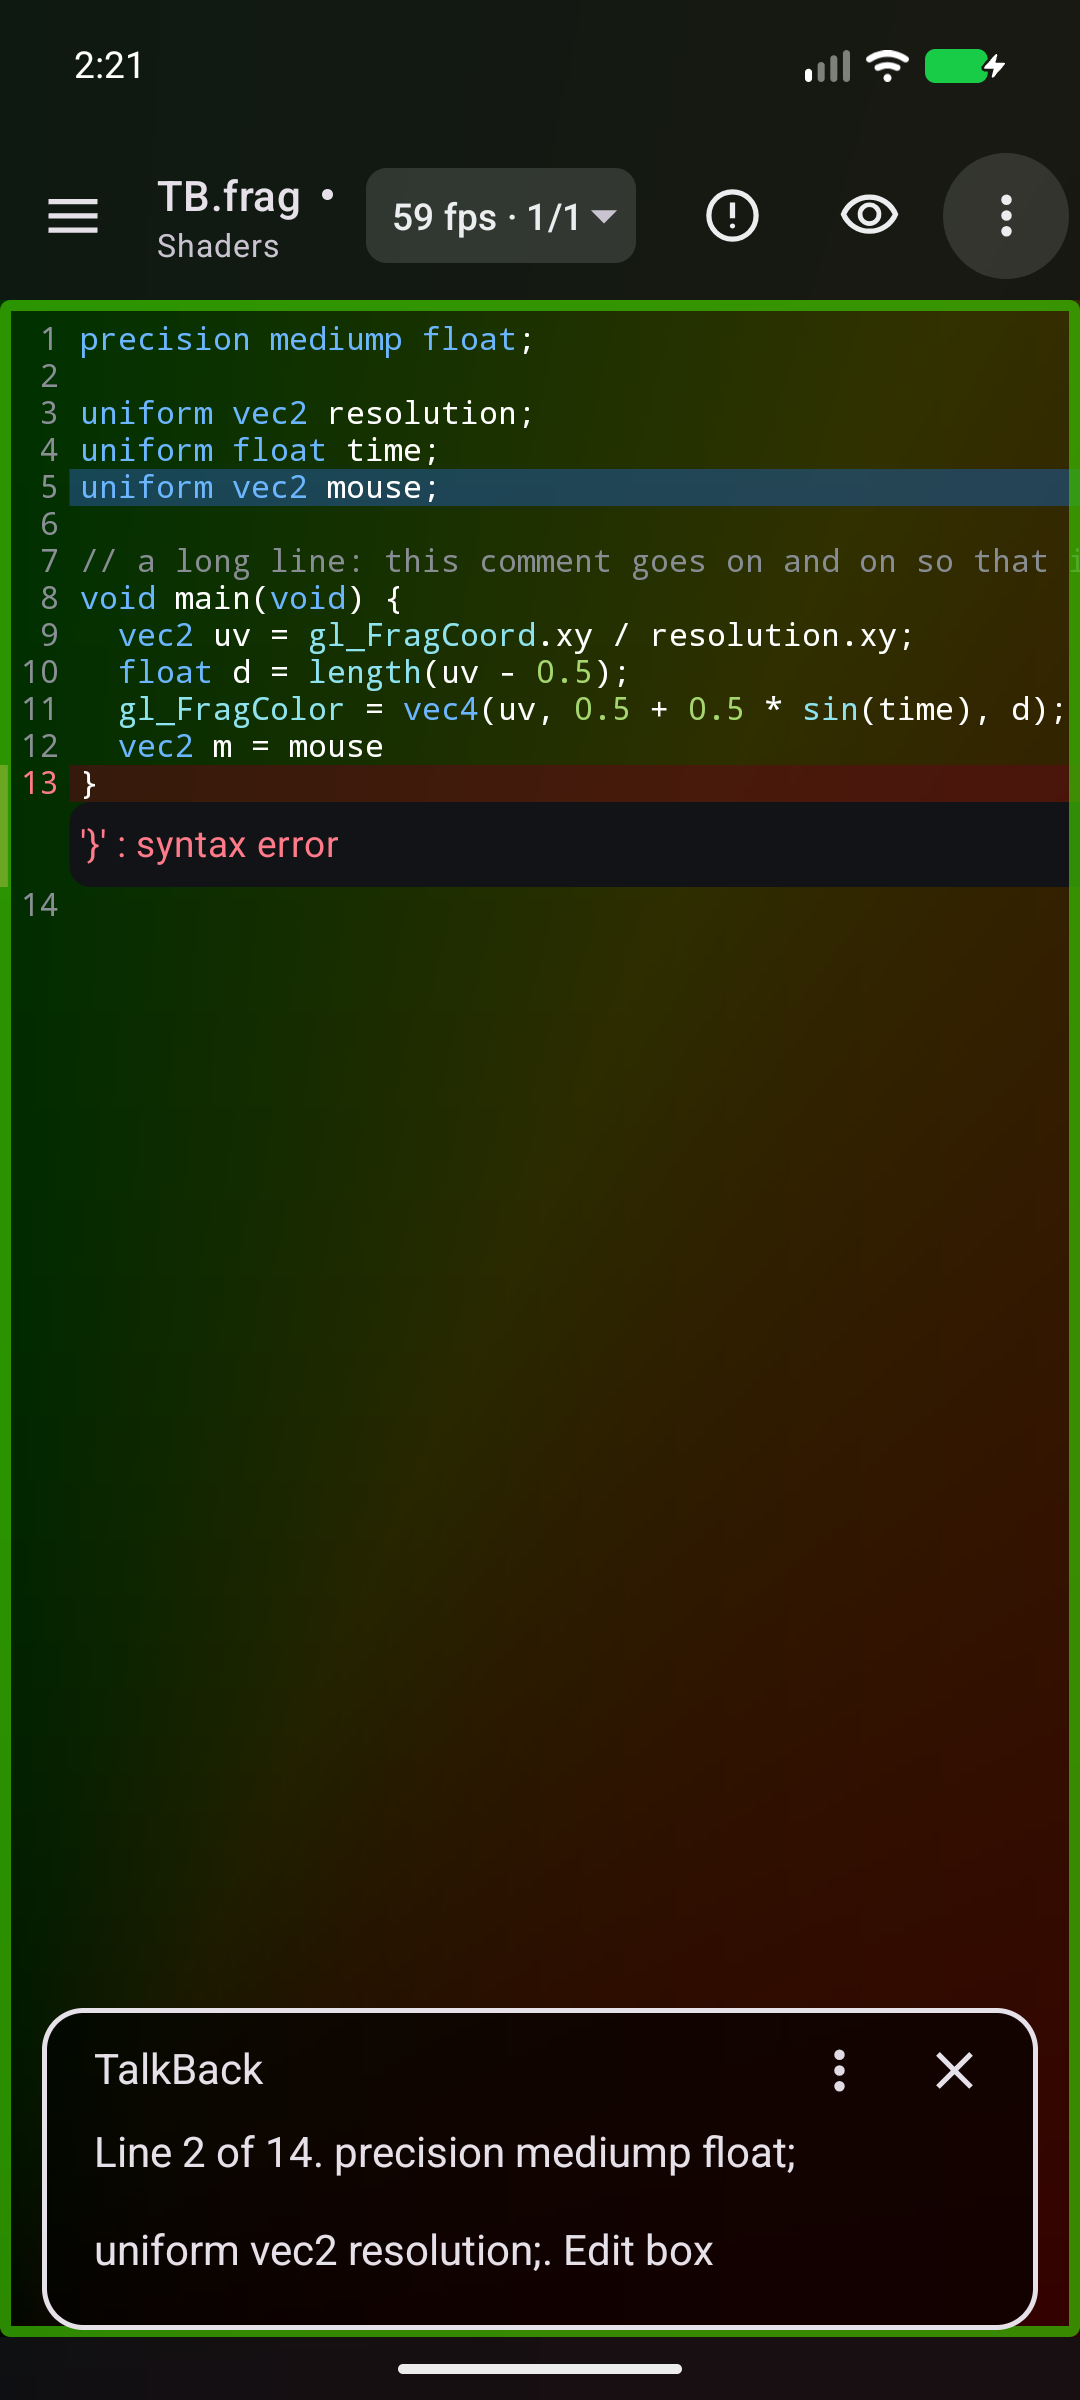 2:21
TB.frag •
Shaders
59 fps · 1/1
1 precision mediump float;
2
3 uniform vec2 resolution;
4 uniform float time;
5 uniform vec2 mouse;
6
7 // a long line: this comment goes on and on so that i
8 void main(void) {
9   vec2 uv = gl_FragCoord.xy / resolution.xy;
10   float d = length(uv - 0.5);
11   gl_FragColor = vec4(uv, 0.5 + 0.5 * sin(time), d);
12   vec2 m = mouse
13 }
'}' : syntax error
14
TalkBack
Line 2 of 14. precision mediump float;
uniform vec2 resolution;. Edit box